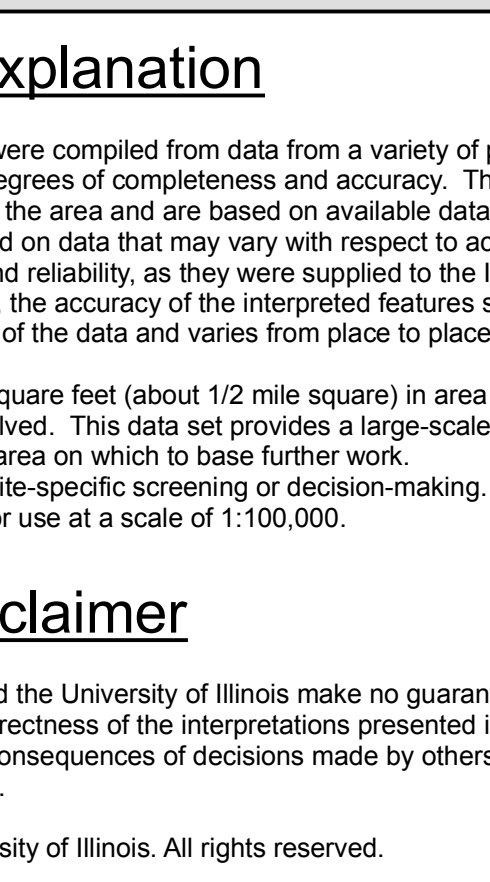 xplanation
were compiled from data from a variety of
egrees of completeness and accuracy. Th
the area and are based on available data
d on data that may vary with respect to ac
nd reliability, as they were supplied to the I
, the accuracy of the interpreted features s
of the data and varies from place to place
quare feet (about 1/2 mile square) in area
lved. This data set provides a large-scale
area on which to base further work.
ite-specific screening or decision-making.
or use at a scale of 1:100,000.
claimer
d the University of Illinois make no guaran
rectness of the interpretations presented i
onsequences of decisions made by others
.
sity of Illinois. All rights reserved.